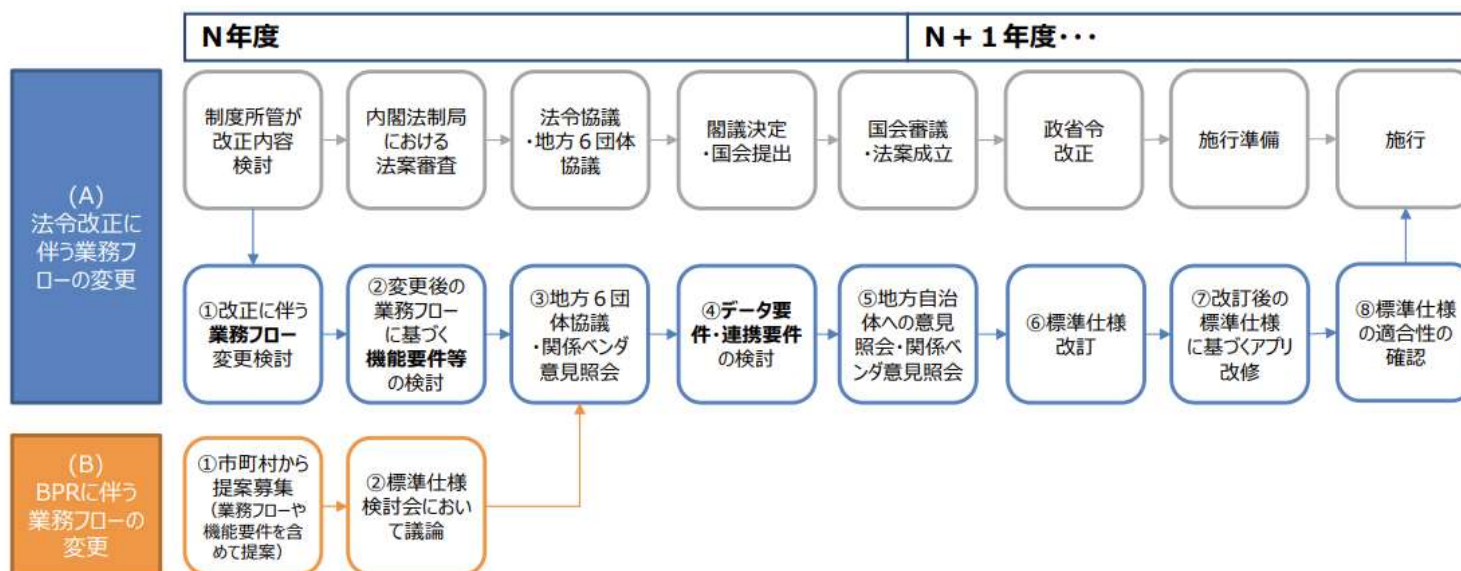 N年度
N+1年度・・・
(A)
法令改正に
伴う業務フ
ローの変更
制度所管が
改正内容
検討
内閣法制局
における
法案審査
法令協議
・地方6団体
協議
閣議決定
・国会提出
国会審議
・法案成立
政省令
改正
施行準備
施行
①改正に伴う
業務フロー
変更検討
②変更後の
業務フロー
に基づく
機能要件等
の検討
③地方6団
体協議
・関係ベンダ
意見照会
④データ要
件・連携要件
の検討
⑤地方自治
体への意見
照会・関係ベ
ンダ意見照会
⑥標準仕様
改訂
⑦改訂後の
標準仕様
に基づくアプリ
改修
⑧標準仕様
の適合性の
確認
(B)
BPRに伴う
業務フローの
変更
①市町村から
提案募集
(業務フローや
機能要件を含
めて提案)
②標準仕様
検討会におい
て議論